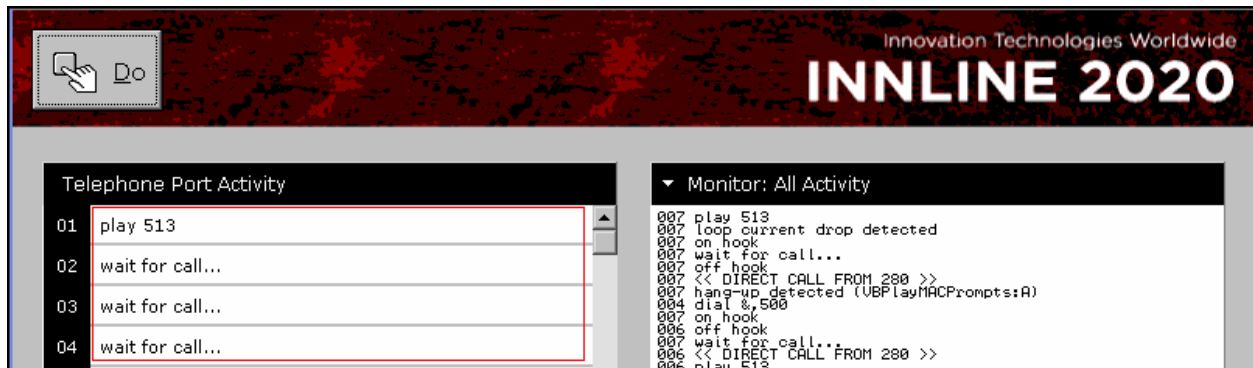 Do
Innovation Technologies Worldwide
INNLINE 2020
Telephone Port Activity
01 play 513
02 wait for call...
03 wait for call...
04 wait for call...
Monitor: All Activity
007 play 513
007 loop current drop detected
007 on hook
007 wait for call...
007 off hook
007 << DIRECT CALL FROM 280 >>
007 hang-up detected (VBPlayMACPrompts:A)
004 dial &,500
007 on hook
006 off hook
007 wait for call...
006 << DIRECT CALL FROM 280 >>
006 play 513